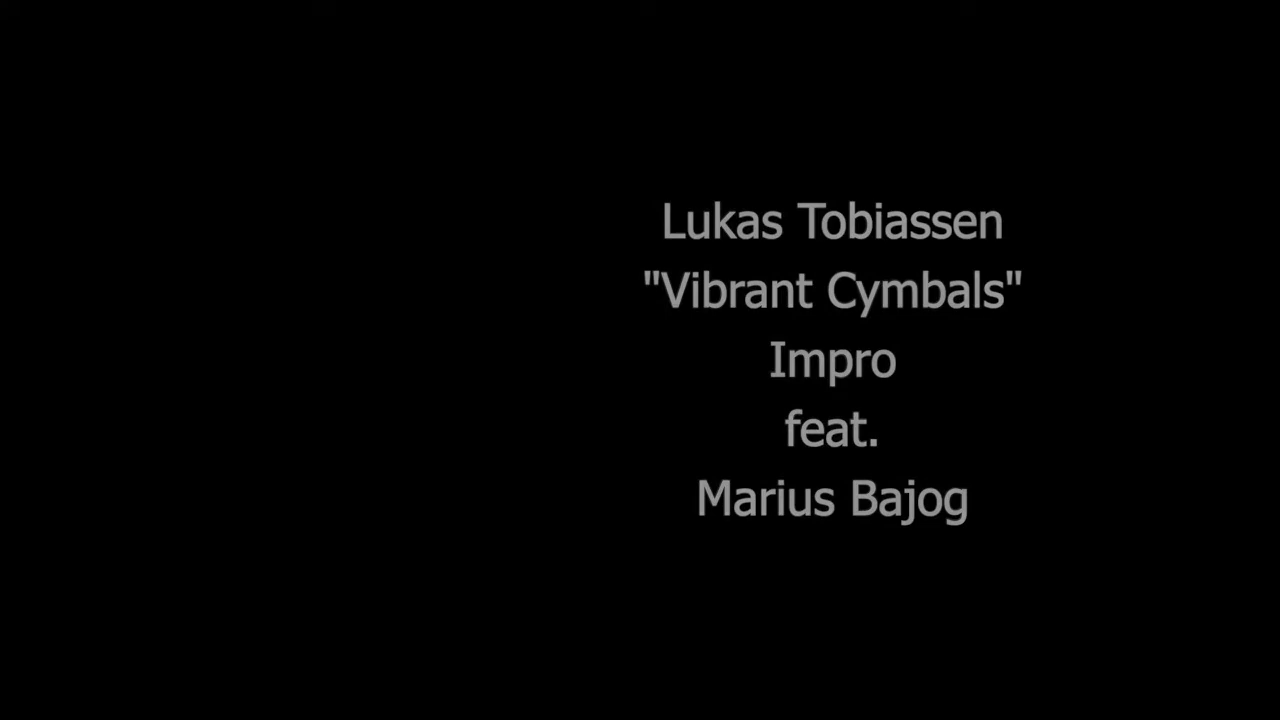 Lukas Tobiassen
"Vibrant Cymbals"
Impro
feat.
Marius Bajog